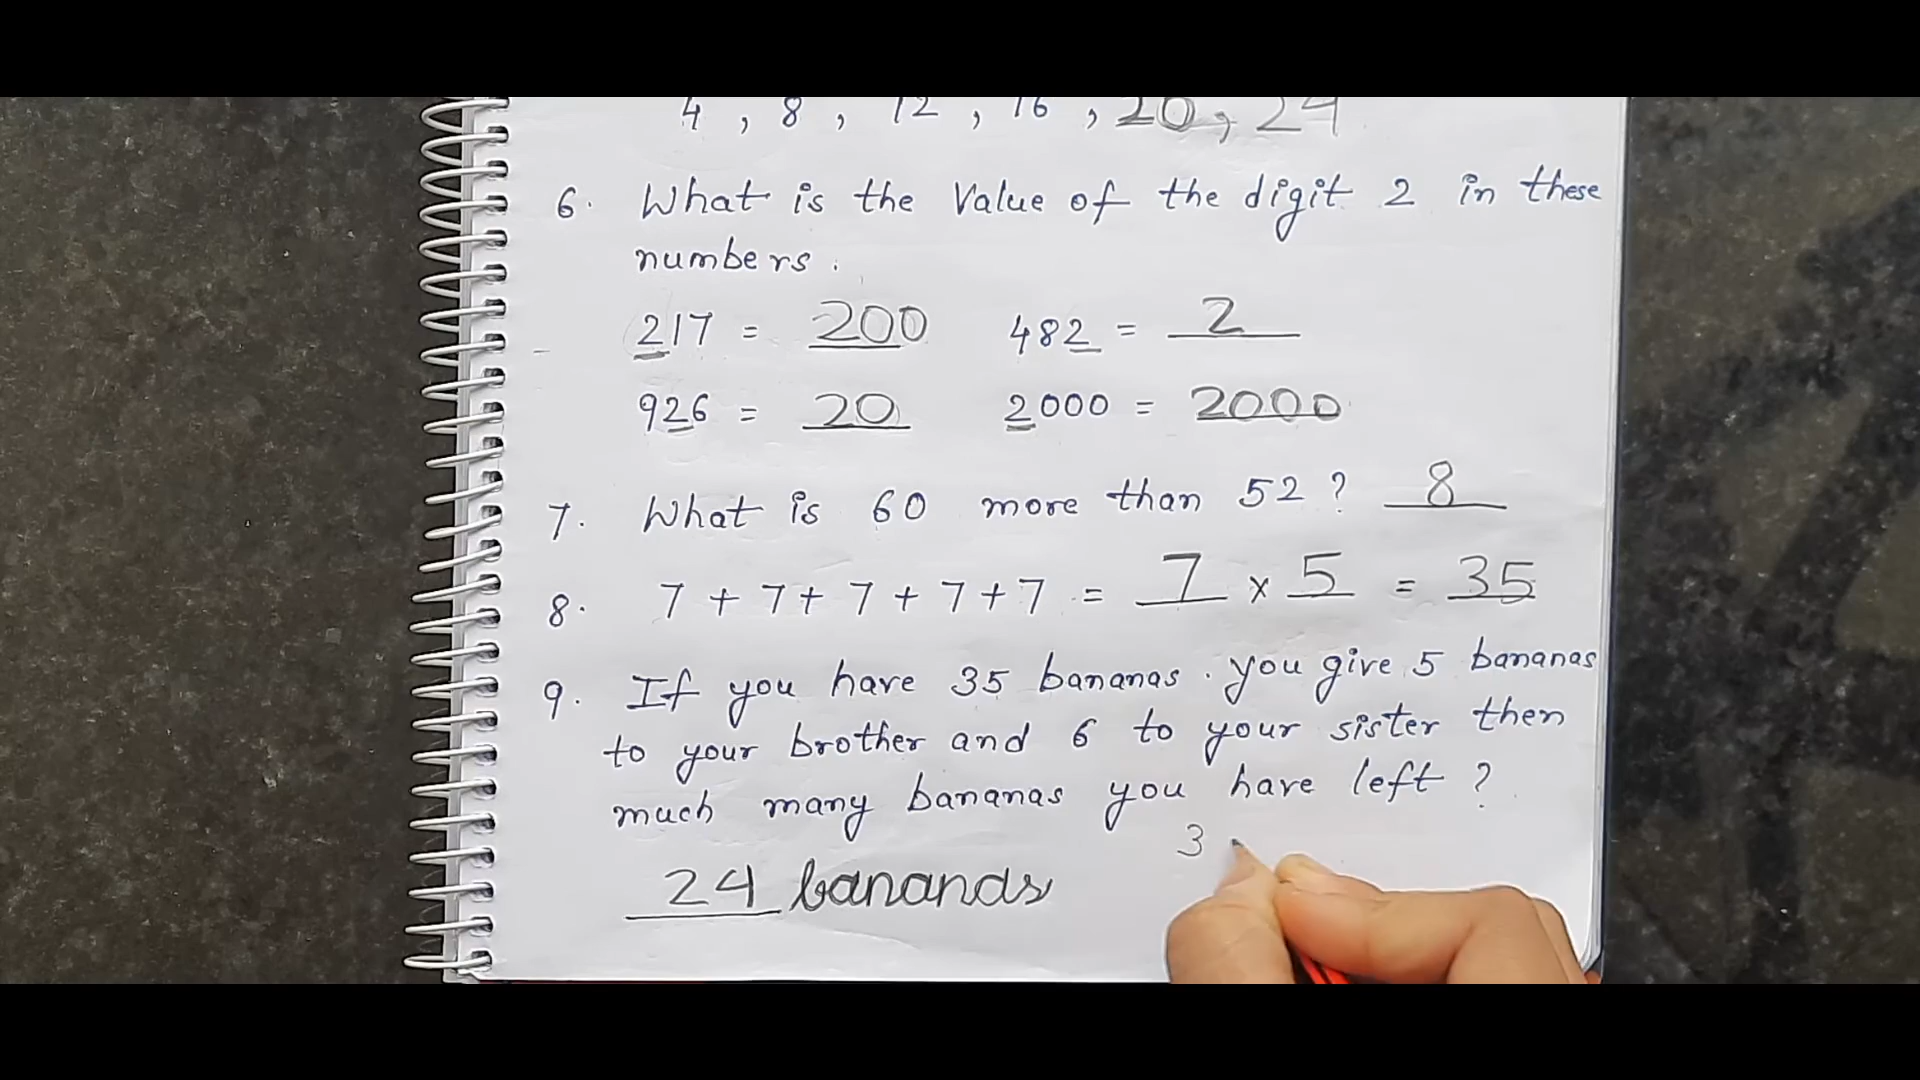 4 , 8 , 12 , 16 , 20 , 24
6. What is the Value of the digit 2 in these
numbers.
217 = 200 482 = 2
926 = 20 2000 = 2000
7. What is 60 more than 52 ? 8
8. 7 + 7 + 7 + 7 + 7 = 7 x 5 = 35
9. If you have 35 bananas. you give 5 bananas
to your brother and 6 to your sister then
much many bananas you have left ?
3
24 bananas